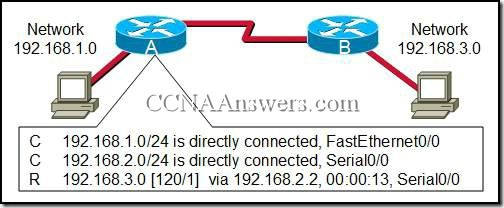 Network
192.168.1.0
A
B
Network
192.168.3.0
CCNAAnswers.com
C 192.168.1.0/24 is directly connected, FastEthernet0/0
C 192.168.2.0/24 is directly connected, Serial0/0
R 192.168.3.0 [120/1] via 192.168.2.2, 00:00:13, Serial0/0